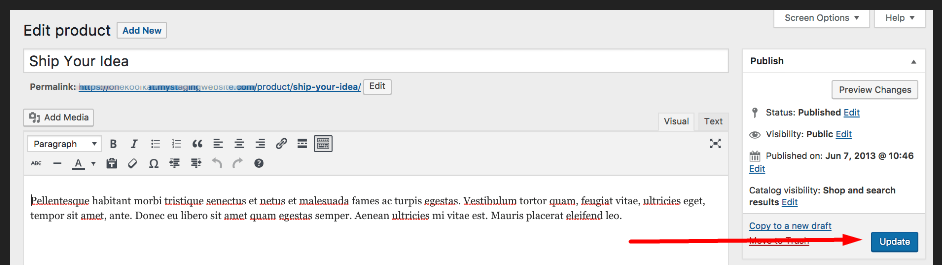 Screen Options ▼ Help ▼
Edit product Add New
Ship Your Idea
Permalink: /product/ship-your-idea/ Edit
Add Media
Visual Text
Paragraph B I
ABC A Ω
Pellentesque habitant morbi tristique senectus et netus et malesuada fames ac turpis egestas. Vestibulum tortor quam, feugiat vitae, ultricies eget,
tempor sit amet, ante. Donec eu libero sit amet quam egestas semper. Aenean ultricies mi vitae est. Mauris placerat eleifend leo.
Publish
Preview Changes
Status: Published Edit
Visibility: Public Edit
Published on: Jun 7, 2013 @ 10:46
Edit
Catalog visibility: Shop and search
results Edit
Copy to a new draft
Move to Trash
Update